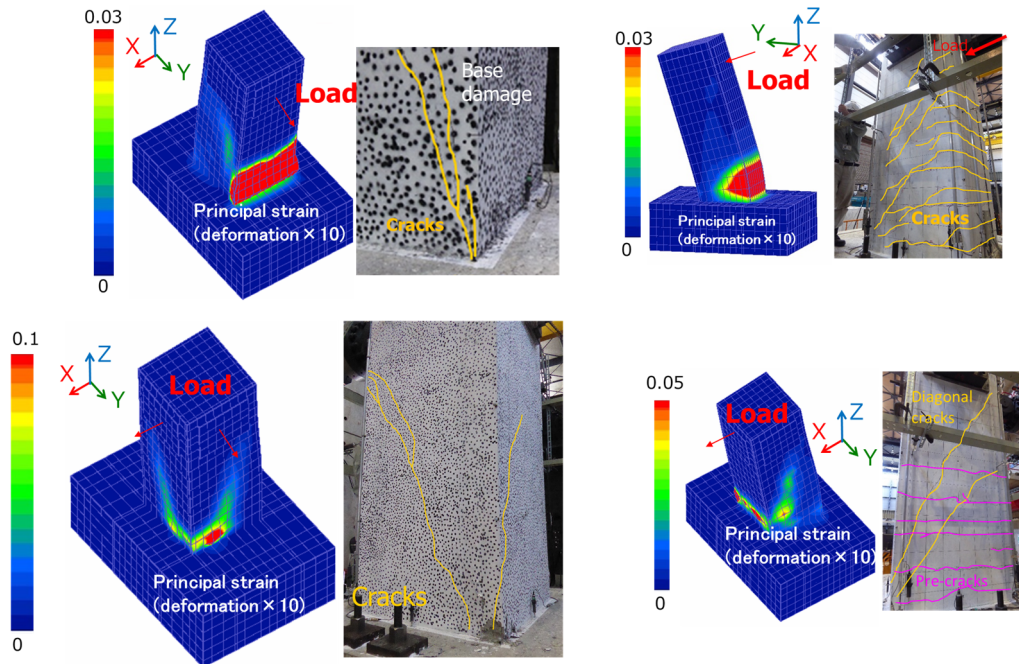 0.03
X
Z
Y
Load
Base
damage
Cracks
Principal strain
(deformation×10)
0
0.03
Z
Y
X
Load
Load
Cracks
Principal strain
(deformation×10)
0
0.1
Z
X
Y
Load
Cracks
Principal strain
(deformation×10)
0
0.05
Load
Z
X
Y
Diagonal
cracks
Principal strain
(deformation×10)
Pre-cracks
0